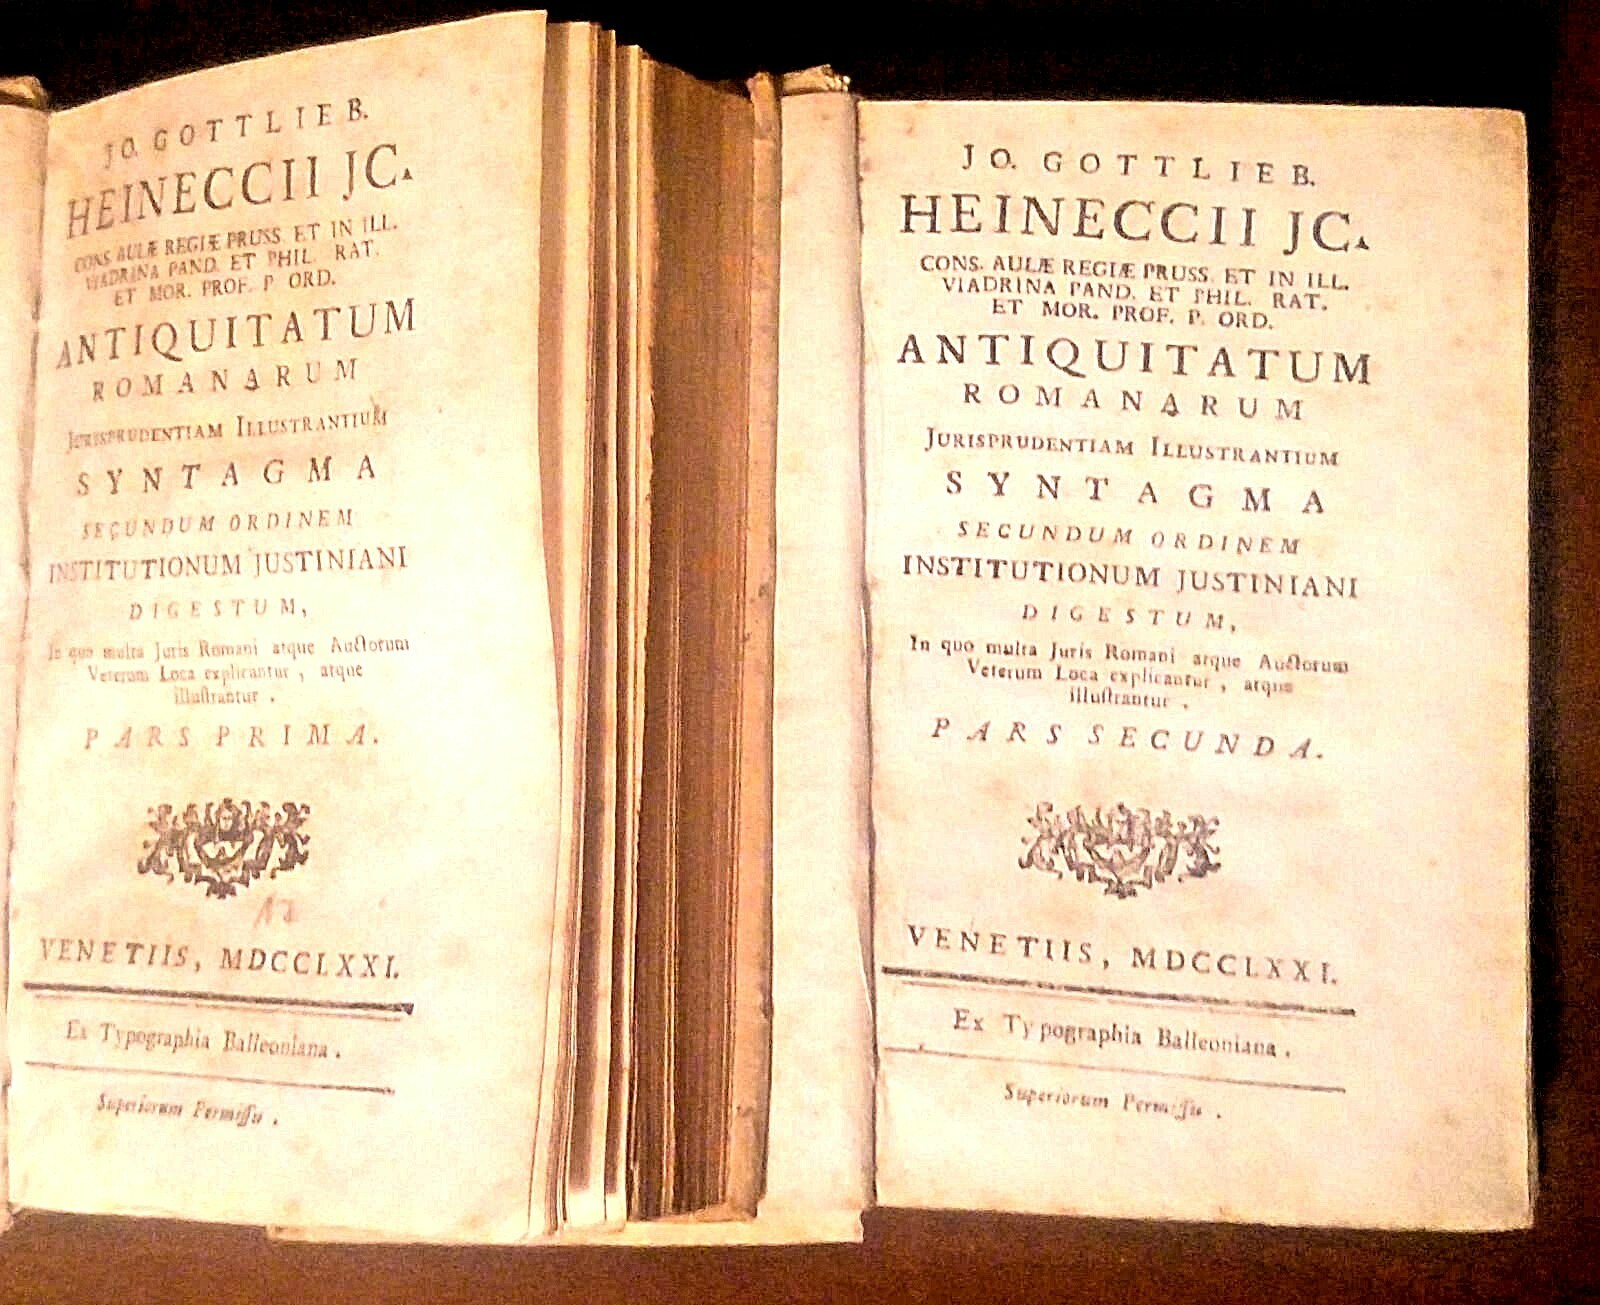 JO. GOTTLIEB.
HEINECCII JC.
CONS. AULÆ REGIÆ PRUSS. ET IN ILL.
VIADRINA PAND. ET PHIL. RAT.
ET MOR. PROF. P. ORD.
ANTIQUITATUM
ROMANARUM
JURISPRUDENTIAM ILLUSTRANTIUM
SYNTAGMA
SECUNDUM ORDINEM
INSTITUTIONUM JUSTINIANI
DIGESTUM,
In quo multa Juris Romani atque Auctorum
Veterum Loca explicantur, atque
illuſtrantur.
PARS PRIMA.
VENETIIS, MDCCLXXI.
Ex Typographia Balleoniana.
Superiorum Permiſſu.
JO. GOTTLIEB.
HEINECCII JC.
CONS. AULÆ REGIÆ PRUSS. ET IN ILL.
VIADRINA PAND. ET PHIL. RAT.
ET MOR. PROF. P. ORD.
ANTIQUITATUM
ROMANARUM
JURISPRUDENTIAM ILLUSTRANTIUM
SYNTAGMA
SECUNDUM ORDINEM
INSTITUTIONUM JUSTINIANI
DIGESTUM,
In quo multa Juris Romani atque Auctorum
Veterum Loca explicantur, atque
illuſtrantur.
PARS SECUNDA.
VENETIIS, MDCCLXXI.
Ex Typographia Balleoniana.
Superiorum Permiſſu.